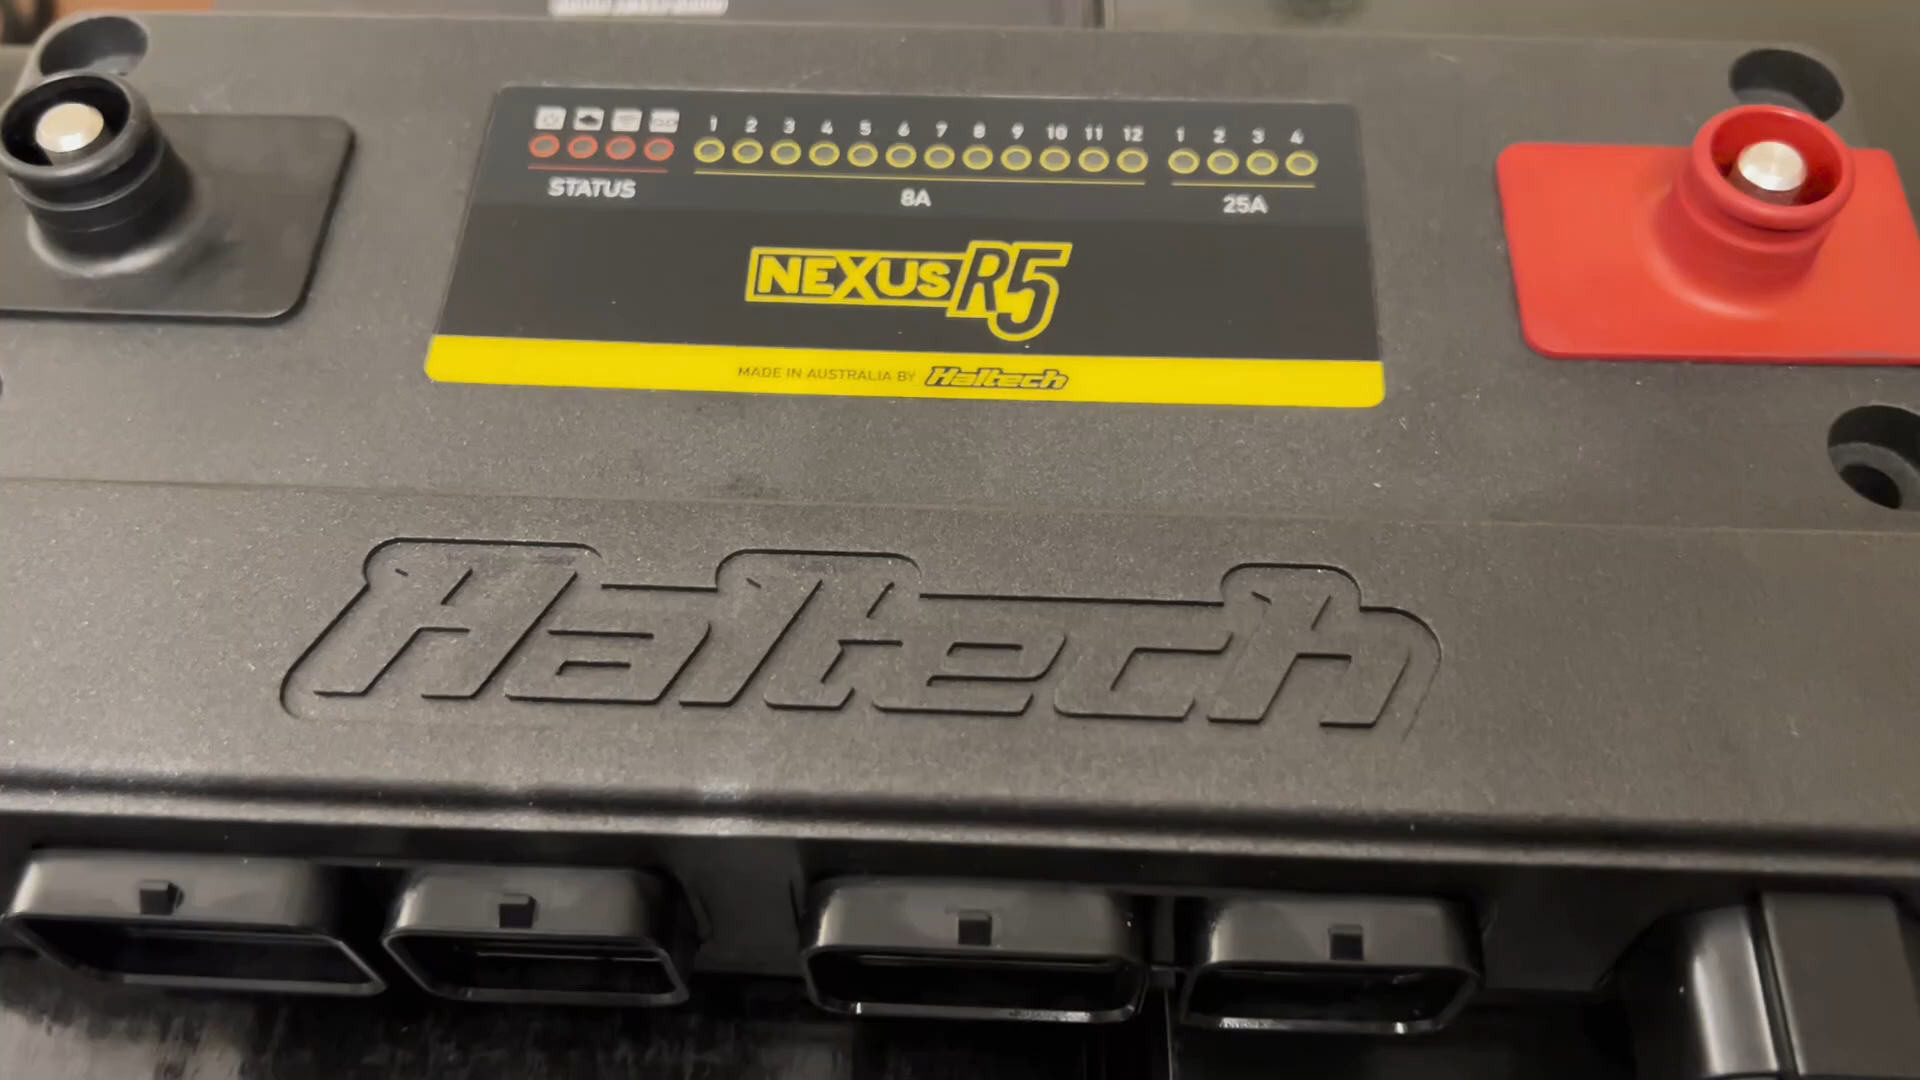 1 2 3 4 5 6 7 8 9 10 11 12 1 2 3 4
STATUS 8A 25A
NEXUS R5
MADE IN AUSTRALIA BY Haltech
Haltech